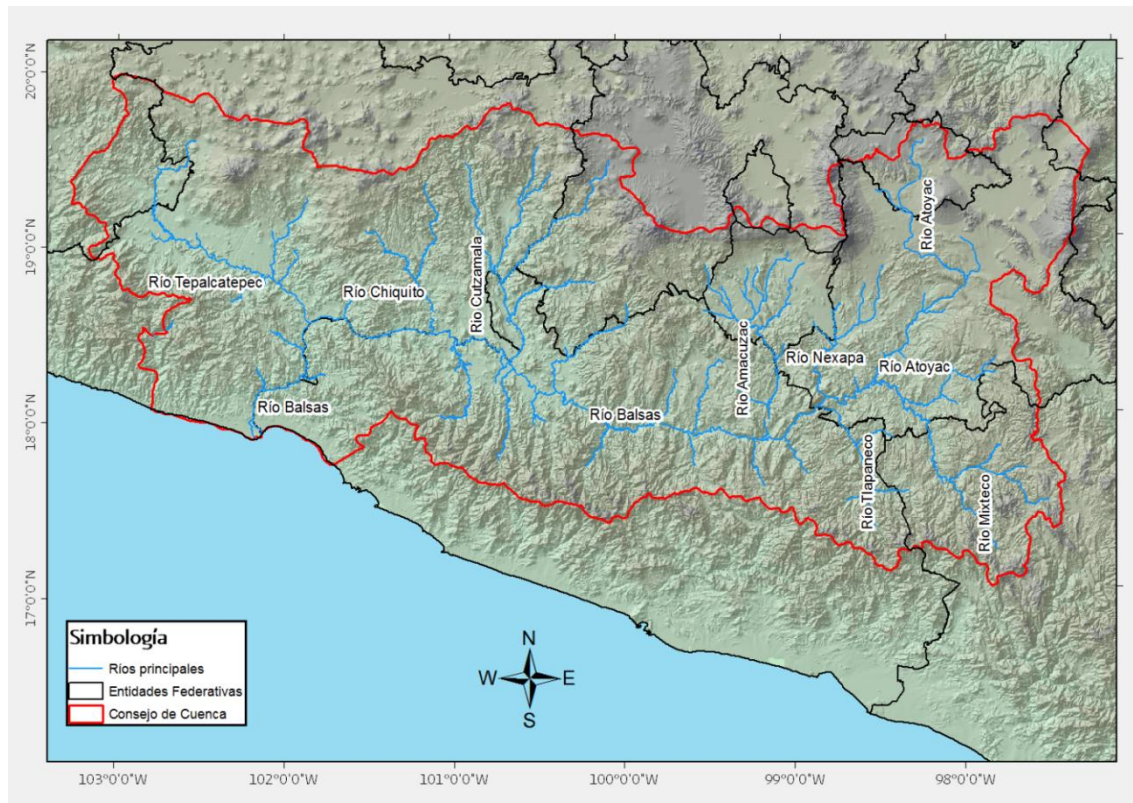 20°0'0"N
19°0'0"N
18°0'0"N
17°0'0"N
Río Atoyac
Río Cutzamala
Río Tepalcatepec
Río Chiquito
Río Amacuzac
Río Nexapa
Río Atoyac
Río Balsas
Río Balsas
Río Tlapaneco
Río Mixteco
Simbología
Ríos principales
Entidades Federativas
Consejo de Cuenca
N
W
E
S
103°0'0"W
102°0'0"W
101°0'0"W
100°0'0"W
99°0'0"W
98°0'0"W